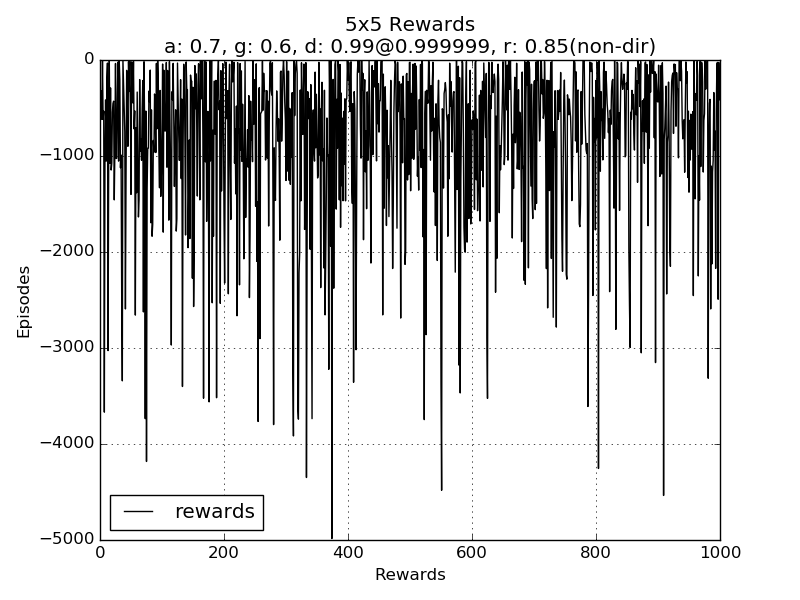 5x5 Rewards
a: 0.7, g: 0.6, d: 0.99@0.999999, r: 0.85(non-dir)
0
−1000
−2000
−3000
−4000
−5000
Episodes
rewards
0 200 400 600 800 1000
Rewards